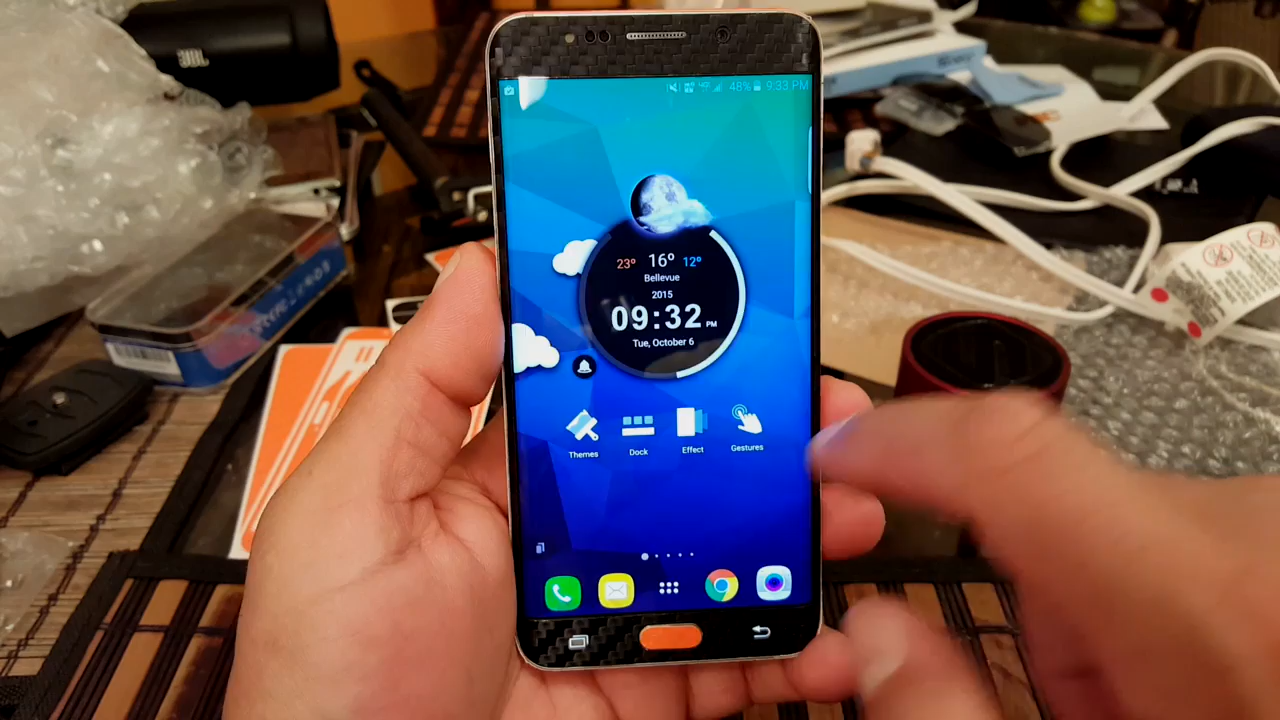 JBL
48% 9:33 PM
23° 16° 12°
Bellevue
2015
09:32 PM
Tue, October 6
Themes Dock Effect Gestures